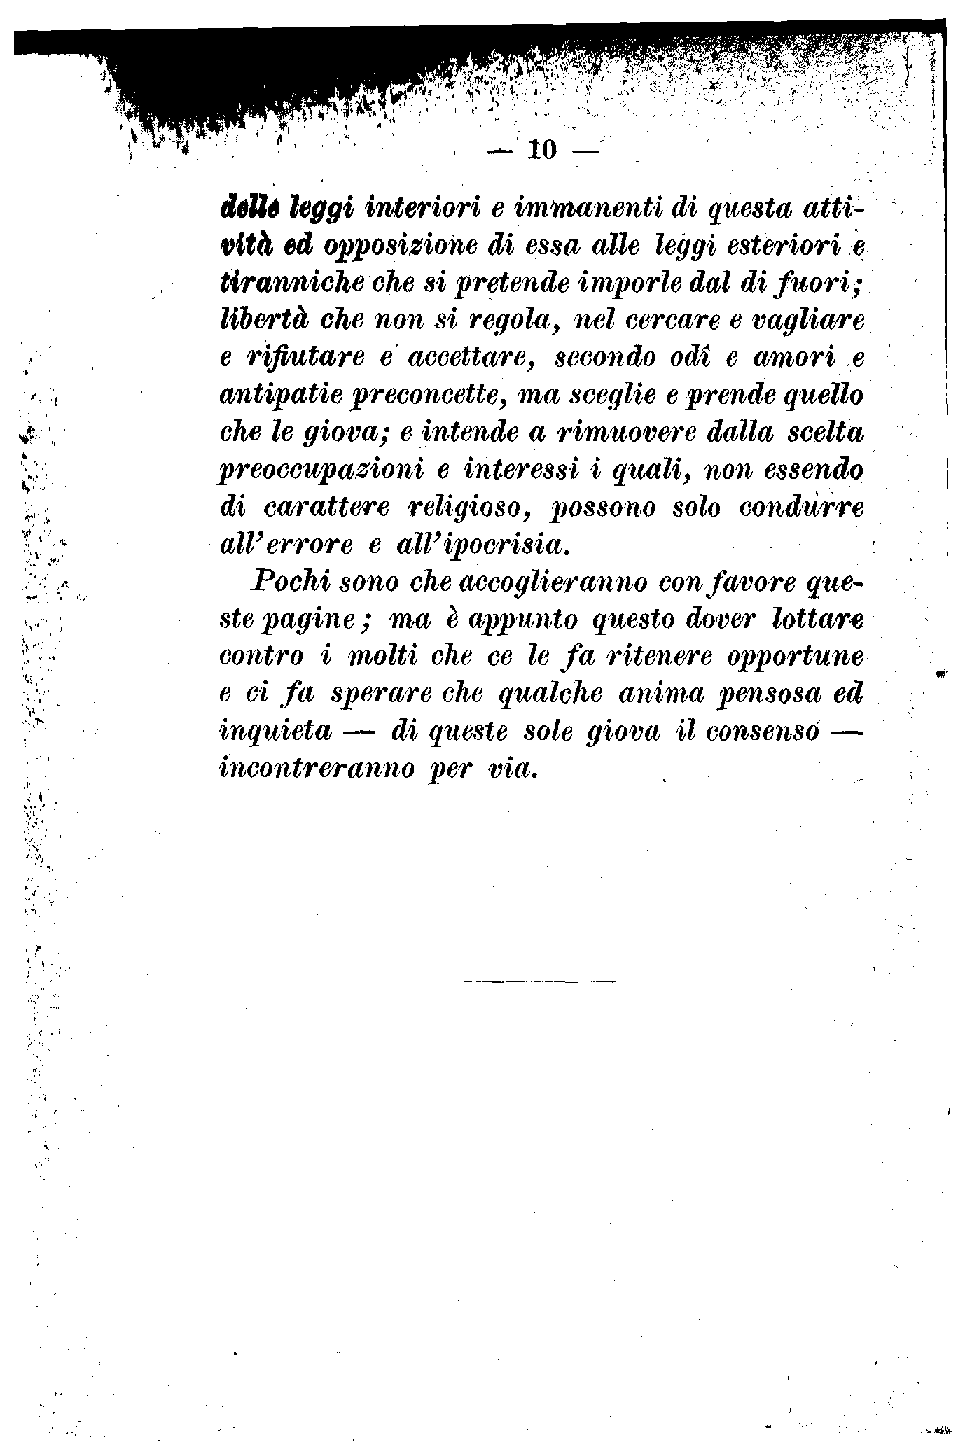 — 10 —
delle leggi interiori e immanenti di questa atti-
vità ed opposizione di essa alle leggi esteriori e
tiranniche che si pretende imporle dal di fuori;
libertà che non si regola, nel cercare e vagliare
e rifiutare e accettare, secondo odî e amori e
antipatie preconcette, ma sceglie e prende quello
che le giova; e intende a rimuovere dalla scelta
preoccupazioni e interessi i quali, non essendo
di carattere religioso, possono solo condurre
all'errore e all'ipocrisia.
Pochi sono che accoglieranno con favore que-
ste pagine; ma è appunto questo dover lottare
contro i molti che ce le fa ritenere opportune
e ci fa sperare che qualche anima pensosa ed
inquieta — di queste sole giova il consenso —
incontreranno per via.